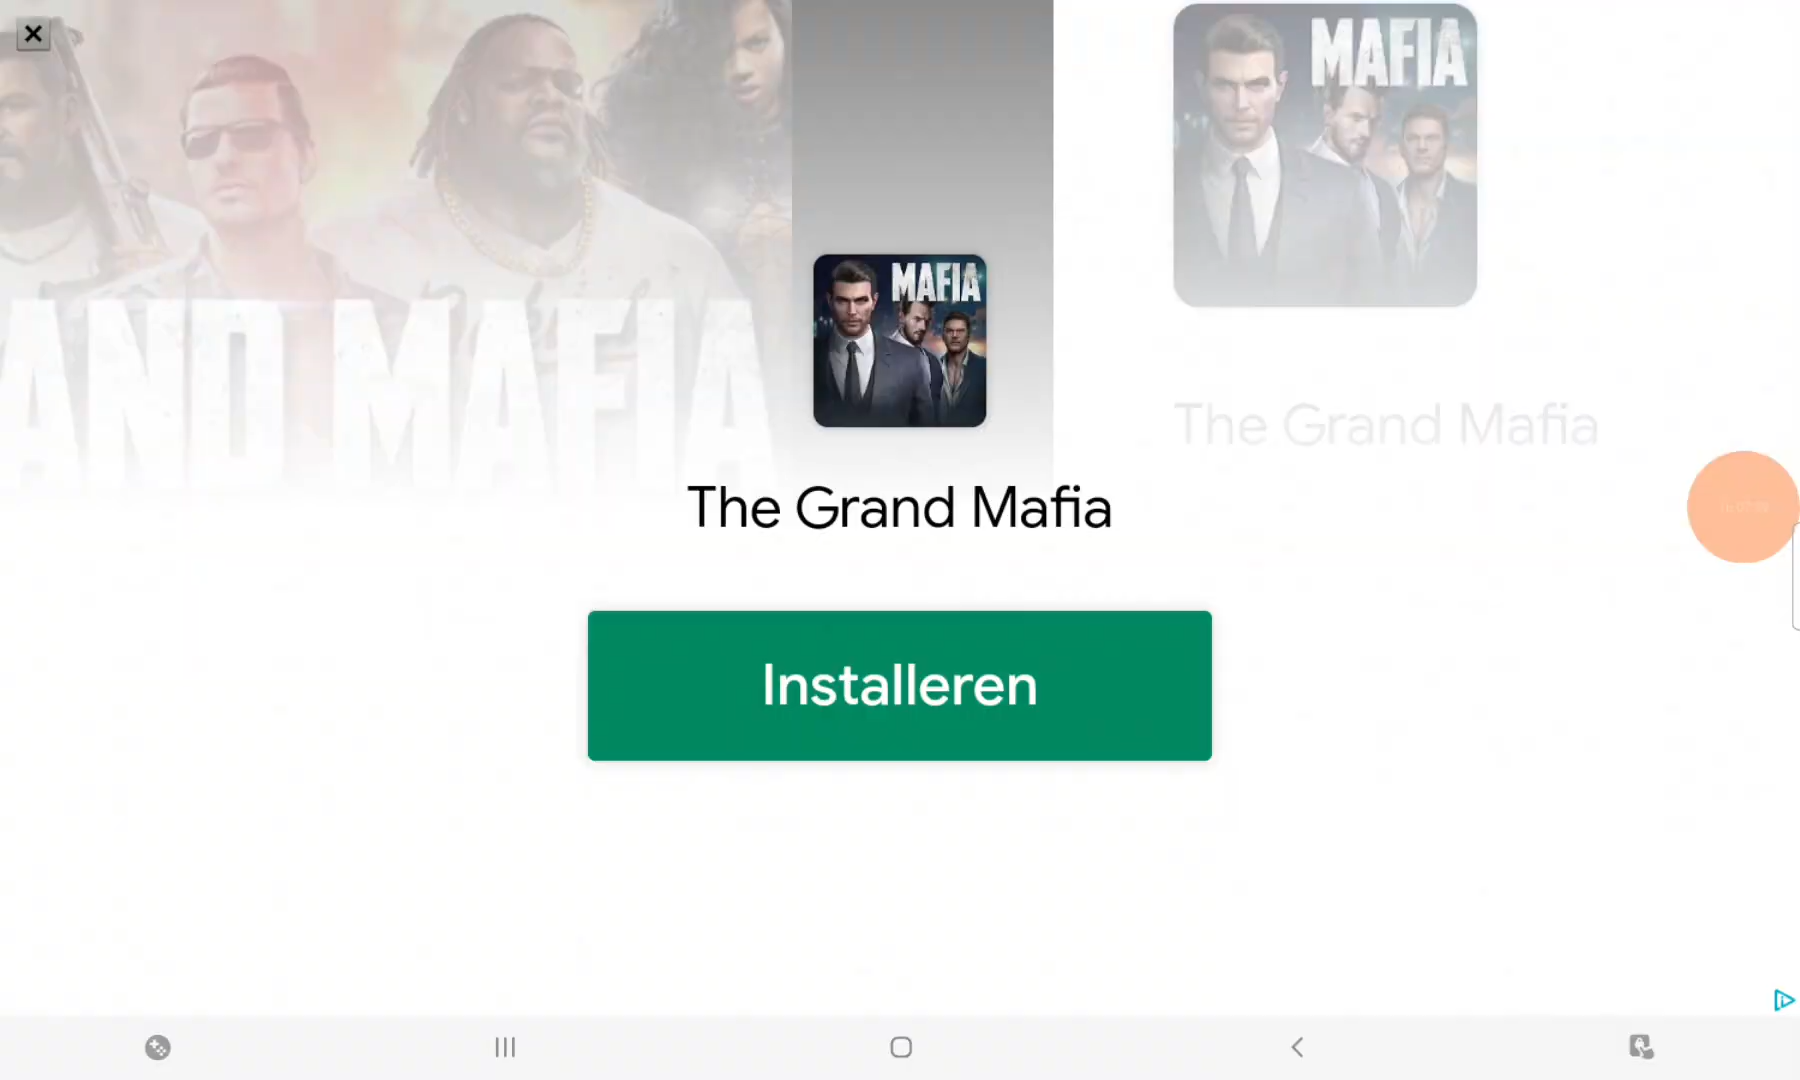 MAFIA
MAFIA
AND MAFIA
The Grand Mafia
The Grand Mafia
Installeren